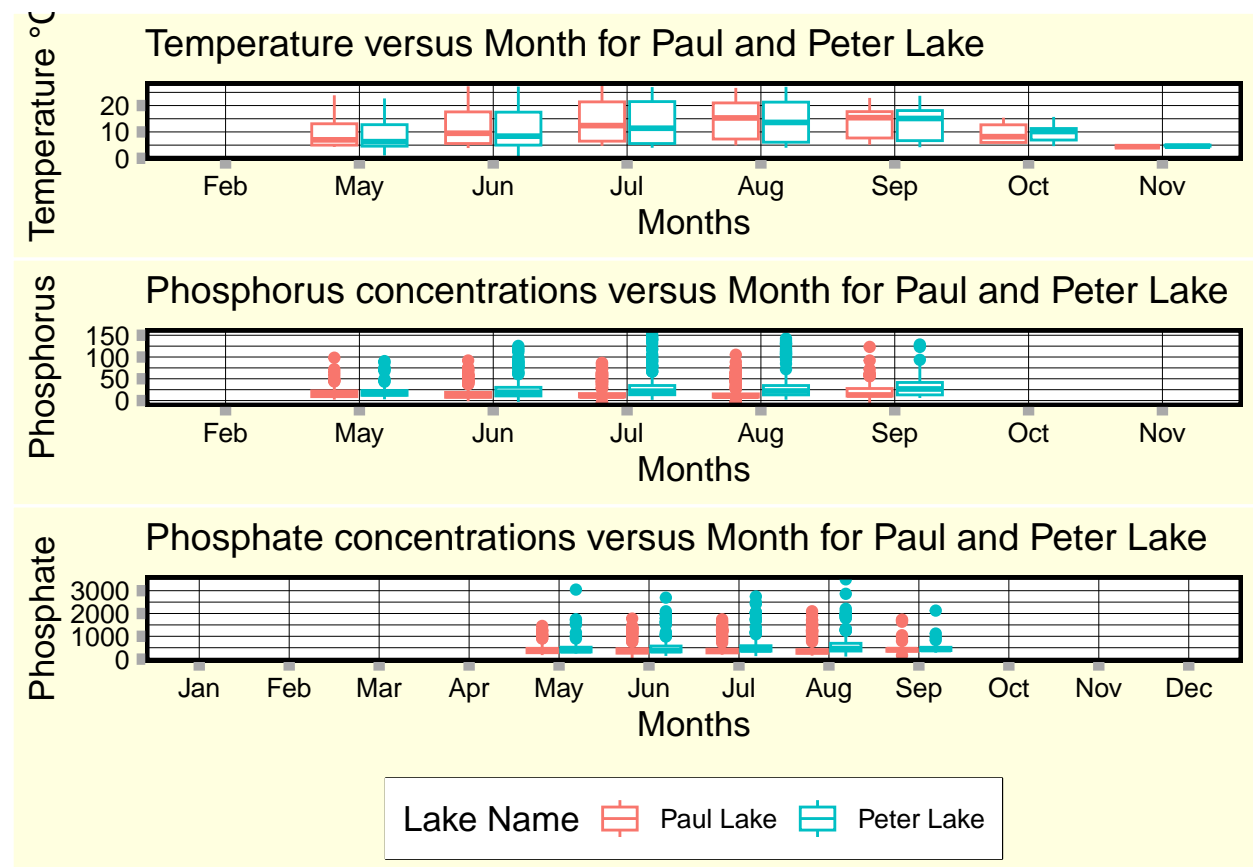 Temperature versus Month for Paul and Peter Lake
Temperature °C
20
10
0
Feb May Jun Jul Aug Sep Oct Nov
Months
Phosphorus concentrations versus Month for Paul and Peter Lake
Phosphorus
150
100
50
0
Feb May Jun Jul Aug Sep Oct Nov
Months
Phosphate concentrations versus Month for Paul and Peter Lake
Phosphate
3000
2000
1000
0
Jan Feb Mar Apr May Jun Jul Aug Sep Oct Nov Dec
Months
Lake Name Paul Lake Peter Lake